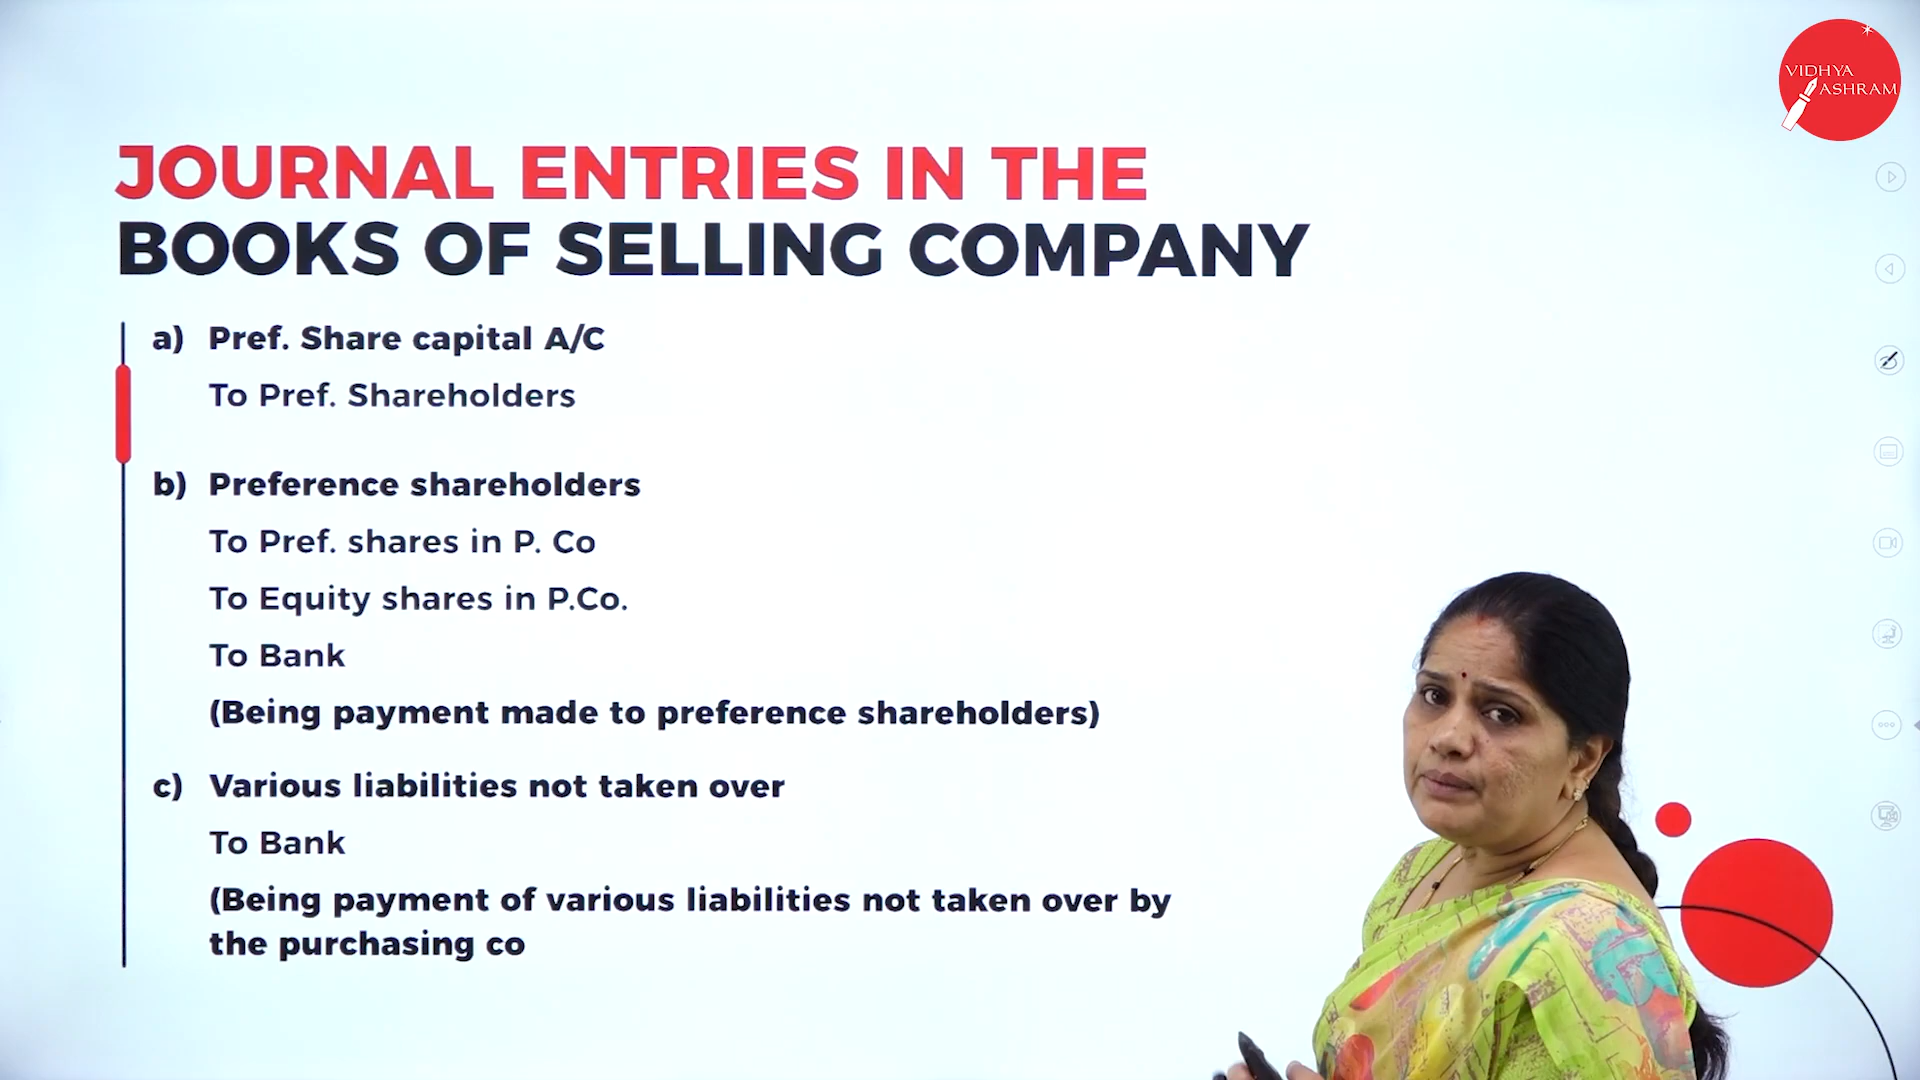 VIDHYA
ASHRAM
JOURNAL ENTRIES IN THE
BOOKS OF SELLING COMPANY
a) Pref. Share capital A/C
To Pref. Shareholders
b) Preference shareholders
To Pref. shares in P. Co
To Equity shares in P.Co.
To Bank
(Being payment made to preference shareholders)
c) Various liabilities not taken over
To Bank
(Being payment of various liabilities not taken over by
the purchasing co